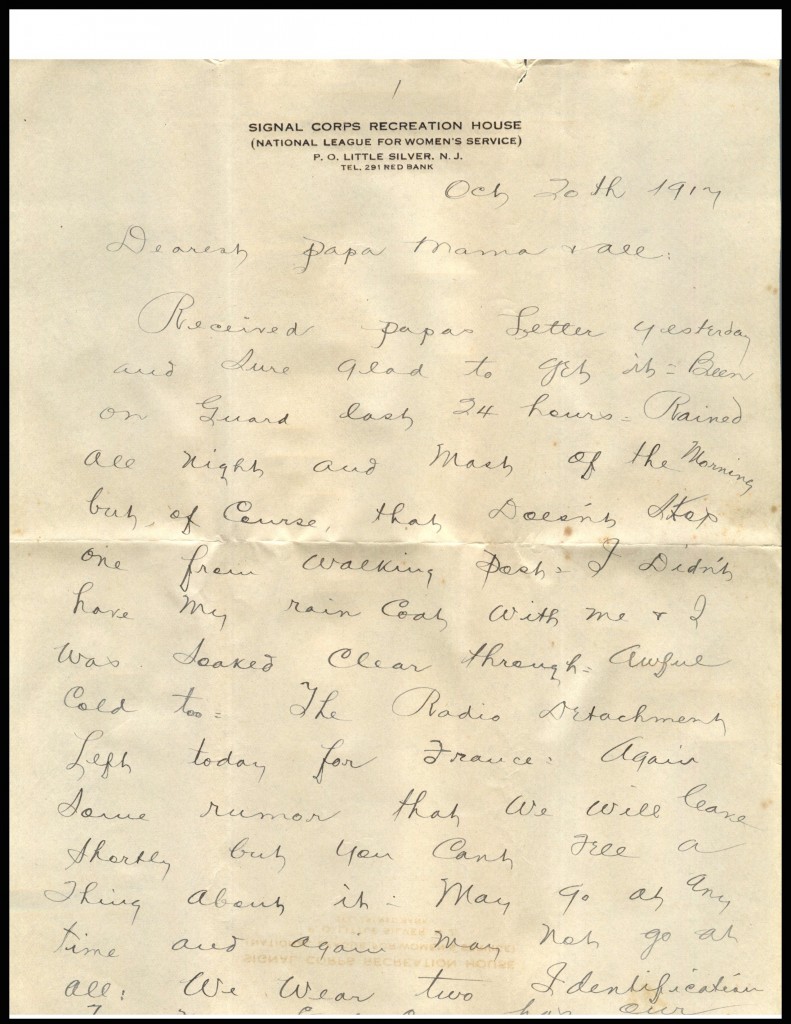 1
SIGNAL CORPS RECREATION HOUSE
(NATIONAL LEAGUE FOR WOMEN'S SERVICE)
P. O. LITTLE SILVER, N. J.
TEL. 291 RED BANK
Oct 20th 1917
Dearest papa Mama & all:
Received papas Letter yesterday
and Sure glad to get it = Been
on Guard last 24 hours = Rained
all night and Most of the Morning
but, of Course, that Doesn't Stop
one from walking post = I Didn't
have My rain Coat with me & I
was Soaked Clear through = Awful
Cold too = The Radio Detachment
Left today for France: Again
Some rumor that We will leave
Shortly but you Cant Tell a
Thing about it = May go at any
time and again may not go at
all: We Wear two Identification
SIGNAL CORPS RECREATION HOUSE